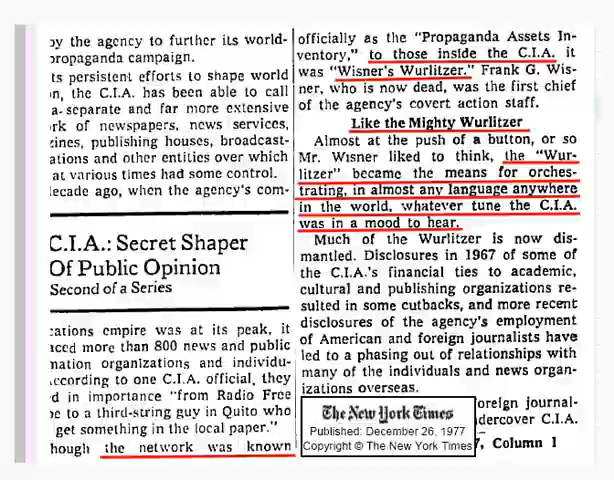 by the agency to further its world-
propaganda campaign.
ts persistent efforts to shape world
n, the C.I.A. has been able to call
a separate and far more extensive
rk of newspapers, news services,
zines, publishing houses, broadcast-
ations and other entities over which
at various times had some control.
lecade ago, when the agency's com-
C.I.A.: Secret Shaper
Of Public Opinion
Second of a Series
cations empire was at its peak, it
aced more than 800 news and public
mation organizations and individu-
According to one C.I.A. official, they
d in importance "from Radio Free
pe to a third-string guy in Quito who
get something in the local paper."
hough the network was known
officially as the "Propaganda Assets In-
ventory," to those inside the C.I.A. it
was "Wisner's Wurlitzer." Frank G. Wis-
ner, who is now dead, was the first chief
of the agency's covert action staff.
Like the Mighty Wurlitzer
Almost at the push of a button, or so
Mr. Wisner liked to think, the "Wur-
litzer" became the means for orches-
trating, in almost any language anywhere
in the world, whatever tune the C.I.A.
was in a mood to hear.
Much of the Wurlitzer is now dis-
mantled. Disclosures in 1967 of some of
the C.I.A.'s financial ties to academic,
cultural and publishing organizations re-
sulted in some cutbacks, and more recent
disclosures of the agency's employment
of American and foreign journalists have
led to a phasing out of relationships with
many of the individuals and news organ-
izations overseas.
oreign journal-
ndercover C.I.A.
7, Column 1
The New York Times
Published: December 26, 1977
Copyright © The New York Times